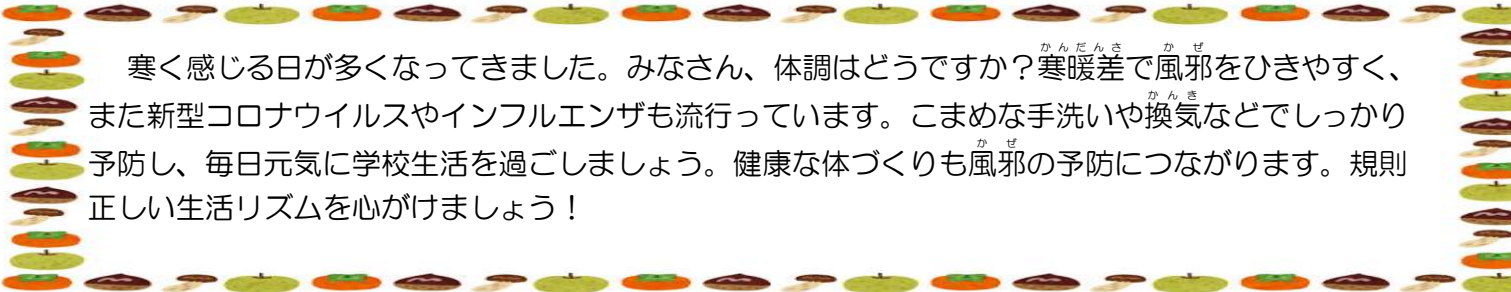 寒く感じる日が多くなってきました。みなさん、体調はどうですか?寒暖差で風邪をひきやすく、
また新型コロナウイルスやインフルエンザも流行っています。こまめな手洗いや換気などでしっかり
予防し、毎日元気に学校生活を過ごしましょう。健康な体づくりも風邪の予防につながります。規則
正しい生活リズムを心がけましょう!